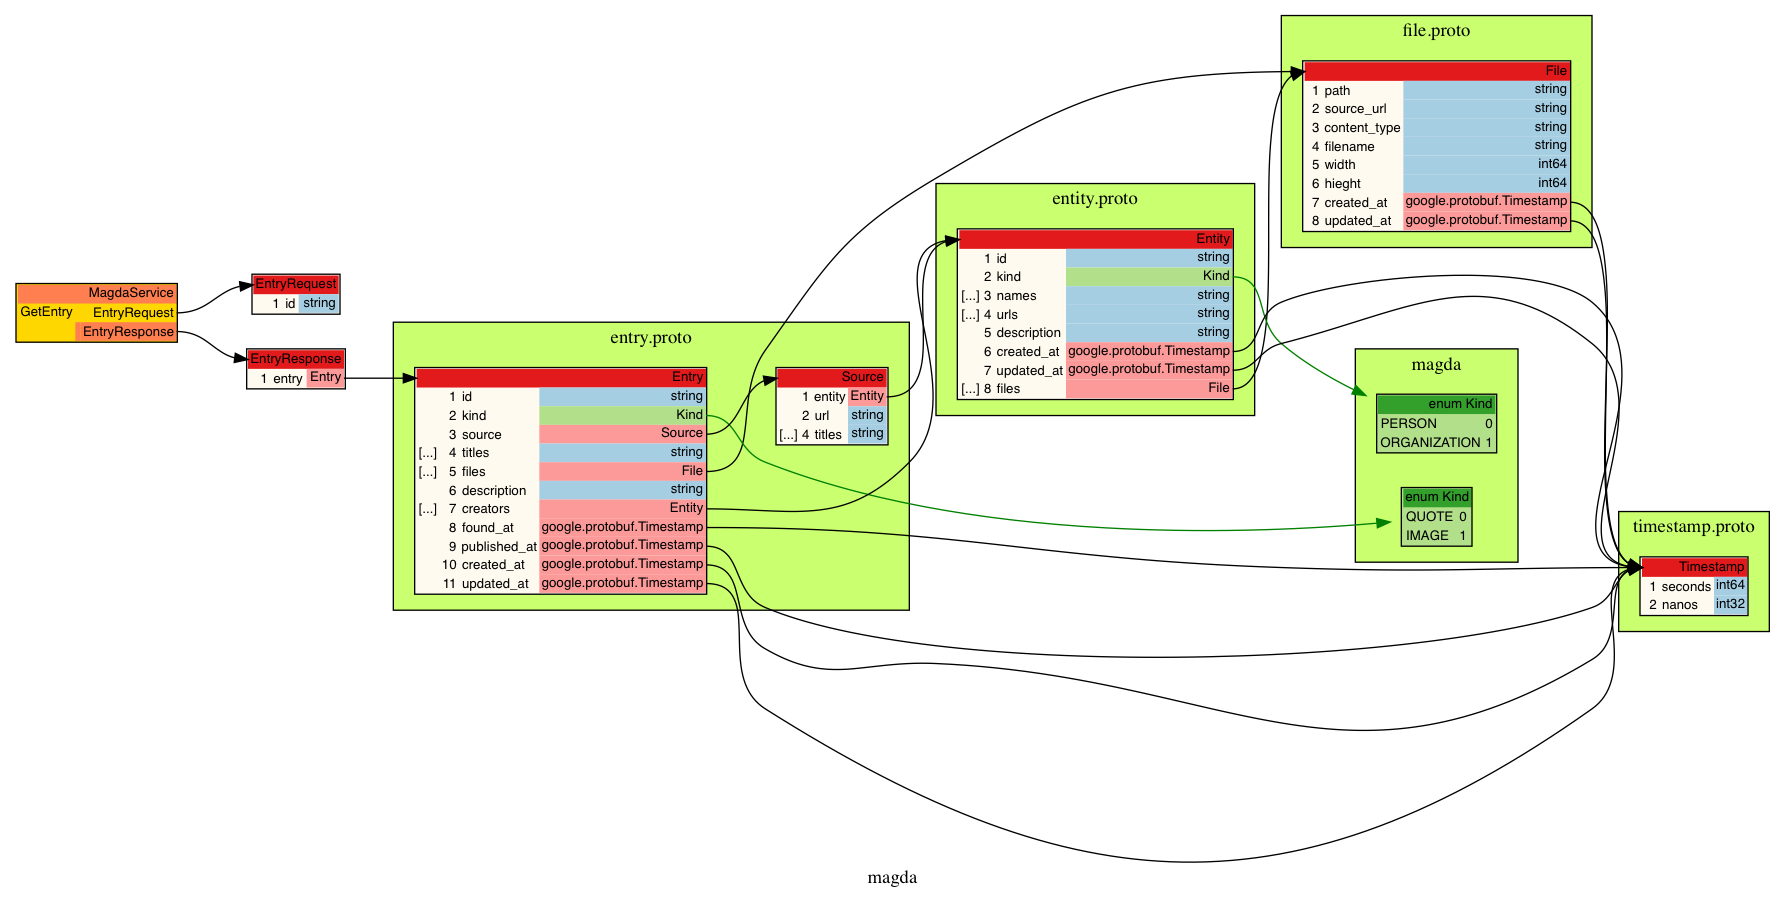 MagdaService
GetEntry EntryRequest
EntryResponse
EntryRequest
1 id string
EntryResponse
1 entry Entry
entry.proto
Entry
1 id string
2 kind Kind
3 source Source
[...] 4 titles string
[...] 5 files File
6 description string
[...] 7 creators Entity
8 found_at google.protobuf.Timestamp
9 published_at google.protobuf.Timestamp
10 created_at google.protobuf.Timestamp
11 updated_at google.protobuf.Timestamp
Source
1 entity Entity
2 url string
[...] 4 titles string
entity.proto
Entity
1 id string
2 kind Kind
[...] 3 names string
[...] 4 urls string
5 description string
6 created_at google.protobuf.Timestamp
7 updated_at google.protobuf.Timestamp
[...] 8 files File
file.proto
File
1 path string
2 source_url string
3 content_type string
4 filename string
5 width int64
6 hieght int64
7 created_at google.protobuf.Timestamp
8 updated_at google.protobuf.Timestamp
magda
enum Kind
PERSON 0
ORGANIZATION 1
enum Kind
QUOTE 0
IMAGE 1
timestamp.proto
Timestamp
1 seconds int64
2 nanos int32
magda